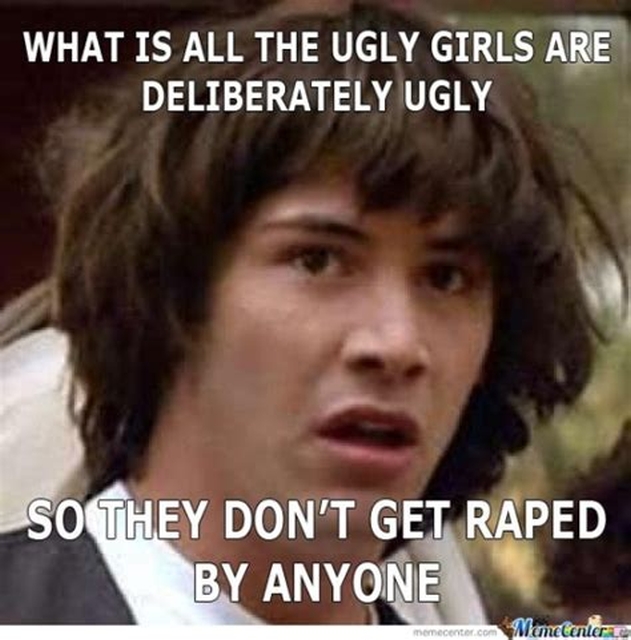 WHAT IS ALL THE UGLY GIRLS ARE
DELIBERATELY UGLY
SO THEY DON'T GET RAPED
BY ANYONE
memecenter.com MemeCenter